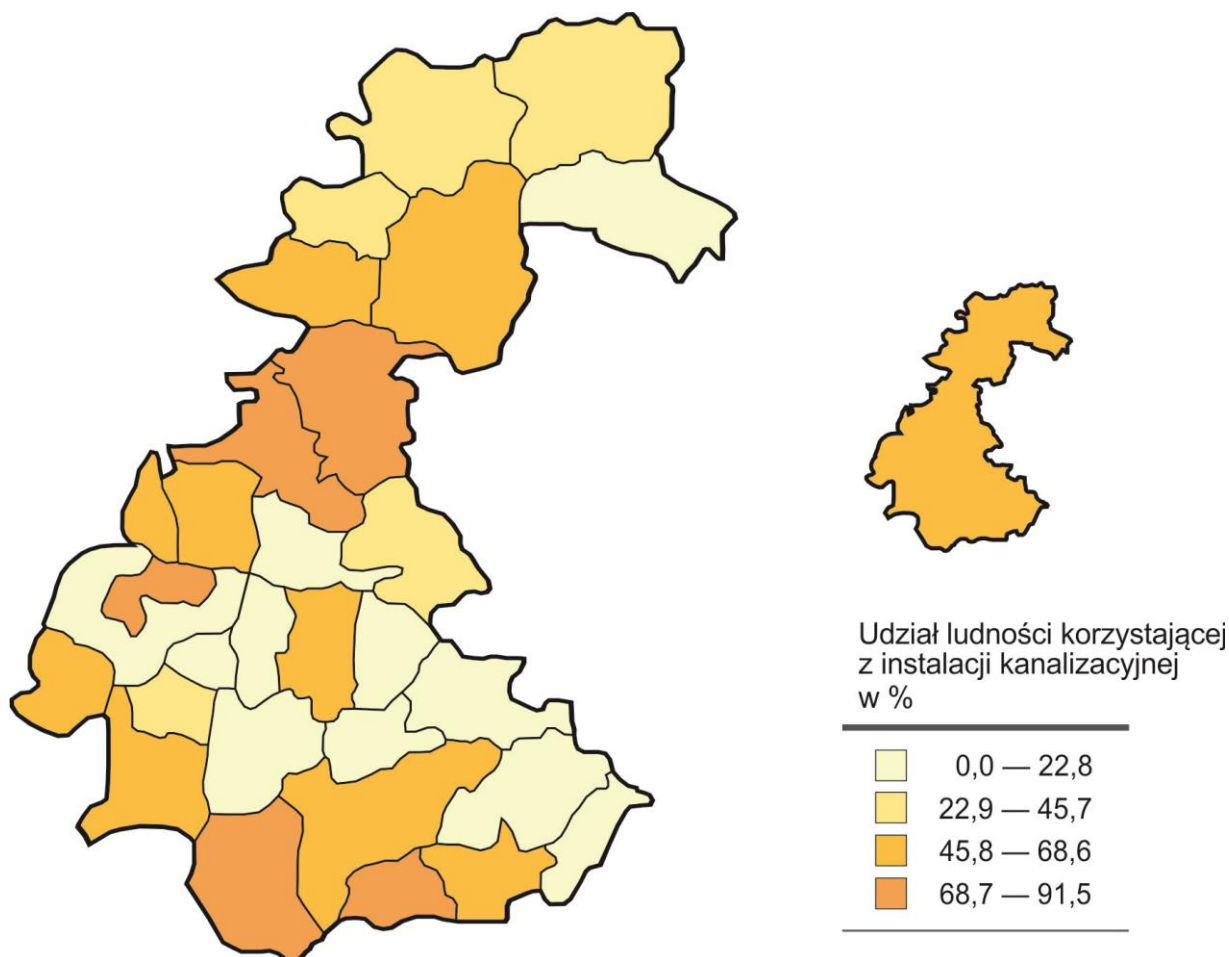 Udział ludności korzystającej
z instalacji kanalizacyjnej
w %
0,0 — 22,8
22,9 — 45,7
45,8 — 68,6
68,7 — 91,5